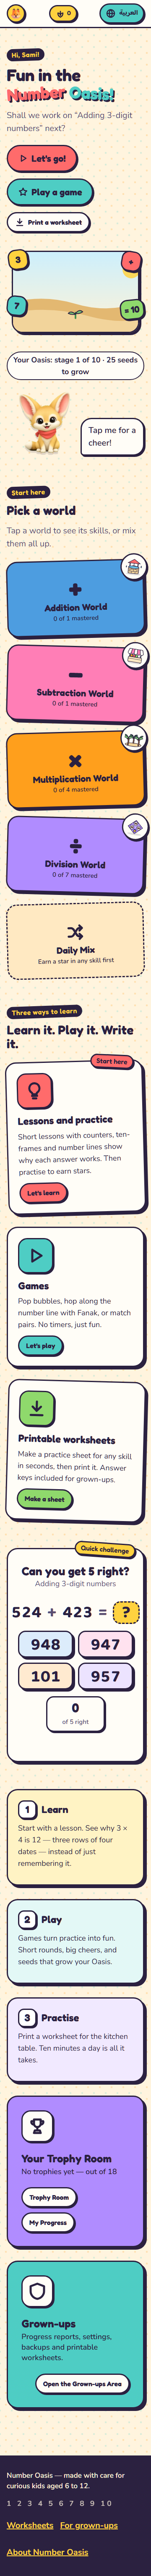 0
العربية
Hi, Sami!
Fun in the
Number Oasis!
Shall we work on “Adding 3-digit
numbers” next?
Let's go!
Play a game
Print a worksheet
3
+
7
× 10
Your Oasis: stage 1 of 10 · 25 seeds
to grow
Tap me for a
cheer!
Start here
Pick a world
Tap a world to see its skills, or mix
them all up.
Addition World
0 of 1 mastered
Subtraction World
0 of 1 mastered
Multiplication World
0 of 4 mastered
Division World
0 of 7 mastered
Daily Mix
Earn a star in any skill first
Three ways to learn
Learn it. Play it. Write
it.
Start here
Lessons and practice
Short lessons with counters, ten-
frames and number lines show
why each answer works. Then
practise to earn stars.
Let's learn
Games
Pop bubbles, hop along the
number line with Fanak, or match
pairs. No timers, just fun.
Let's play
Printable worksheets
Make a practice sheet for any skill
in seconds, then print it. Answer
keys included for grown-ups.
Make a sheet
Quick challenge
Can you get 5 right?
Adding 3-digit numbers
524 + 423 = ?
948 947
101 957
0
of 5 right
1 Learn
Start with a lesson. See why 3 ×
4 is 12 — three rows of four
dates — instead of just
remembering it.
2 Play
Games turn practice into fun.
Short rounds, big cheers, and
seeds that grow your Oasis.
3 Practise
Print a worksheet for the kitchen
table. Ten minutes a day is all it
takes.
Your Trophy Room
No trophies yet — out of 18
Trophy Room
My Progress
Grown-ups
Progress reports, settings,
backups and printable
worksheets.
Open the Grown-ups Area
Number Oasis — made with care for
curious kids aged 6 to 12.
1 2 3 4 5 6 7 8 9 10
Worksheets For grown-ups
About Number Oasis